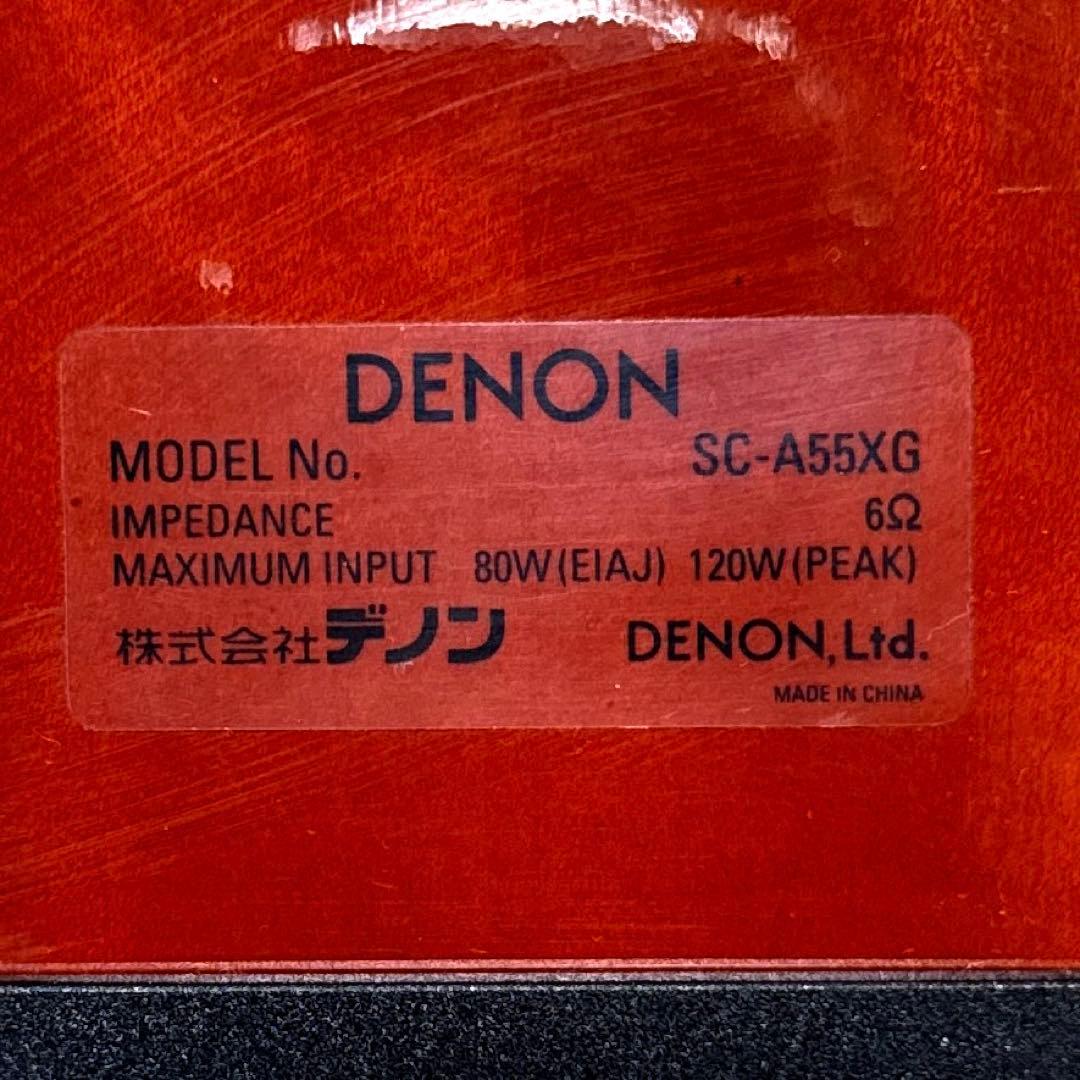 DENON
MODEL No. SC-A55XG
IMPEDANCE 6Ω
MAXIMUM INPUT 80W(EIAJ) 120W(PEAK)
株式会社デノン DENON,Ltd.
MADE IN CHINA